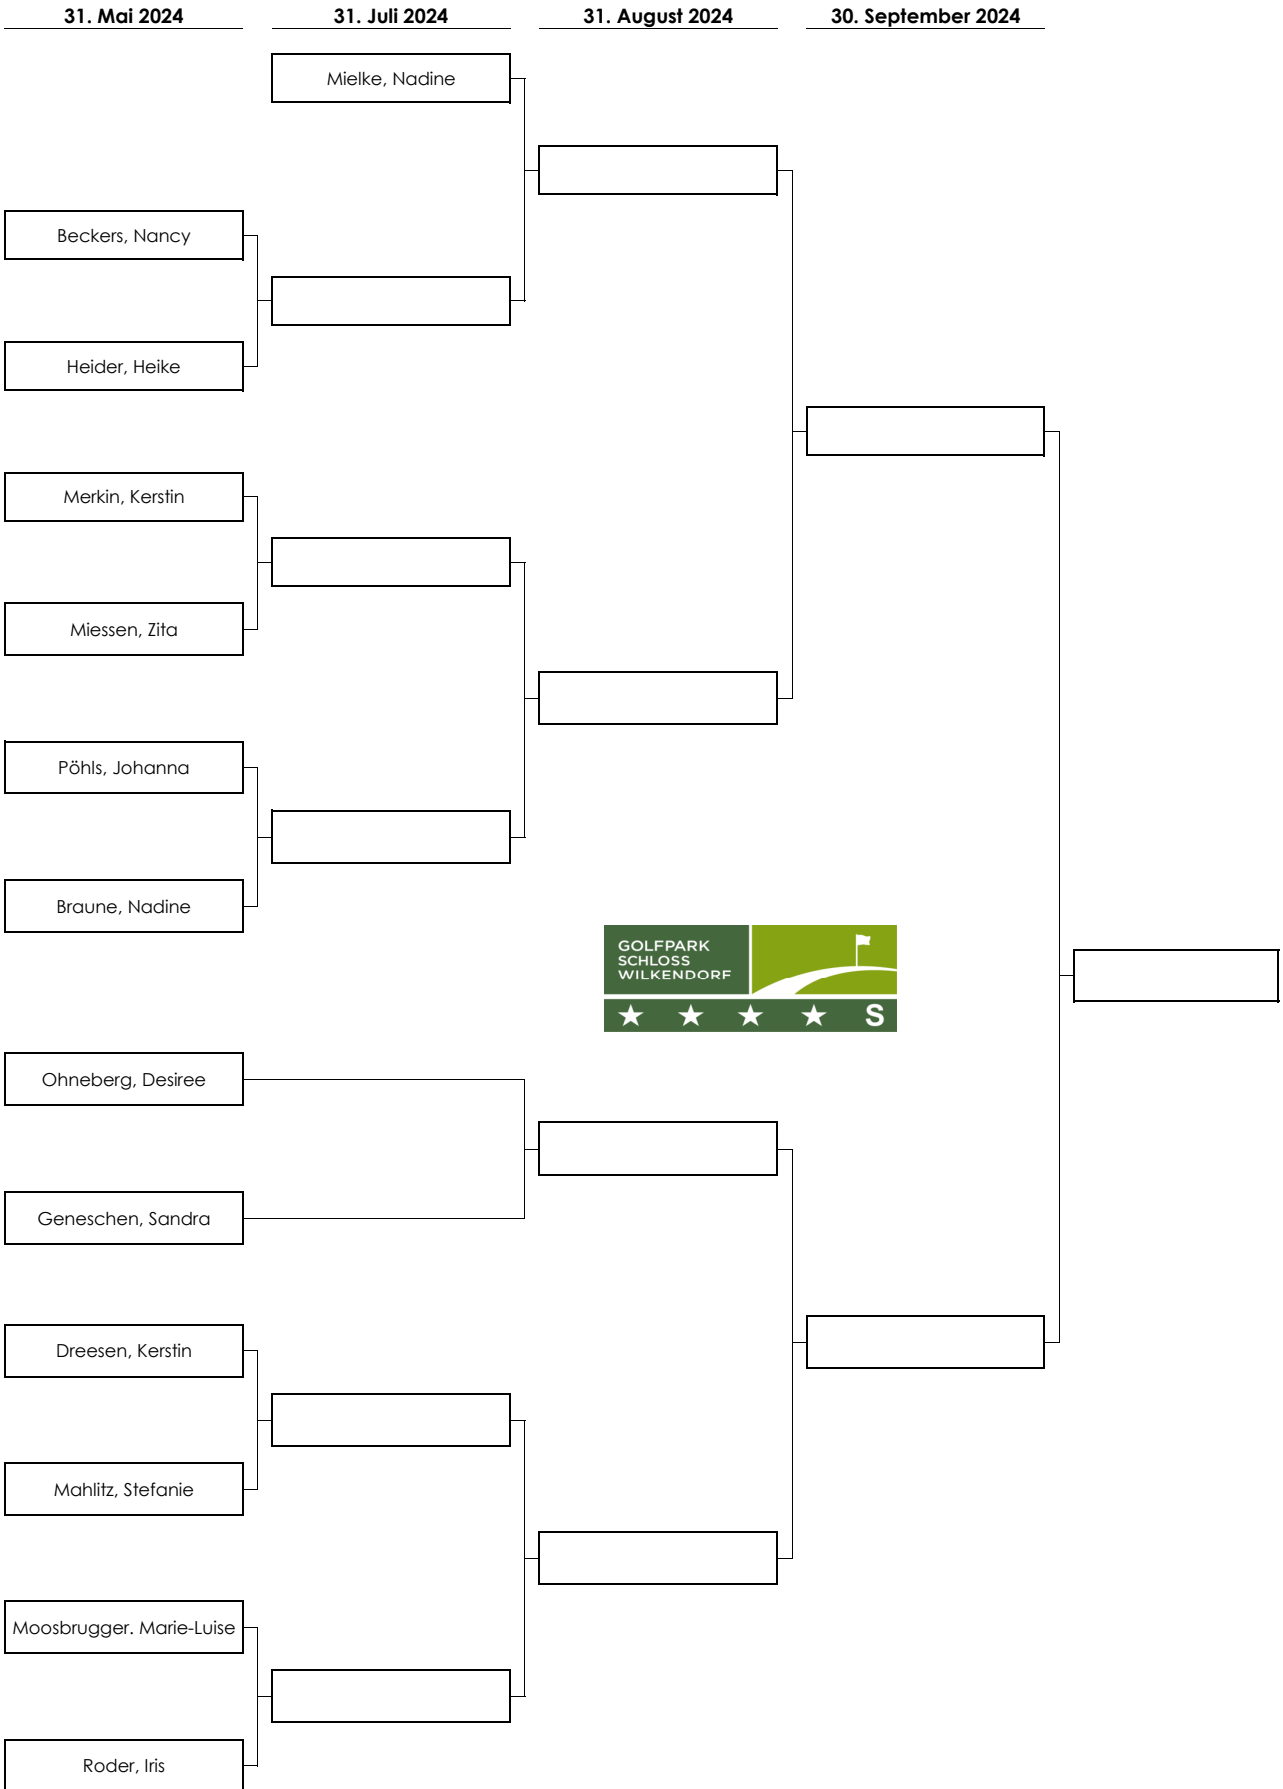 31. Mai 2024
31. Juli 2024
31. August 2024
30. September 2024
Mielke, Nadine
Beckers, Nancy
Heider, Heike
Merkin, Kerstin
Miessen, Zita
Pöhls, Johanna
Braune, Nadine
GOLFPARK
SCHLOSS
WILKENDORF
S
Ohneberg, Desiree
Geneschen, Sandra
Dreesen, Kerstin
Mahlitz, Stefanie
Moosbrugger. Marie-Luise
Roder, Iris